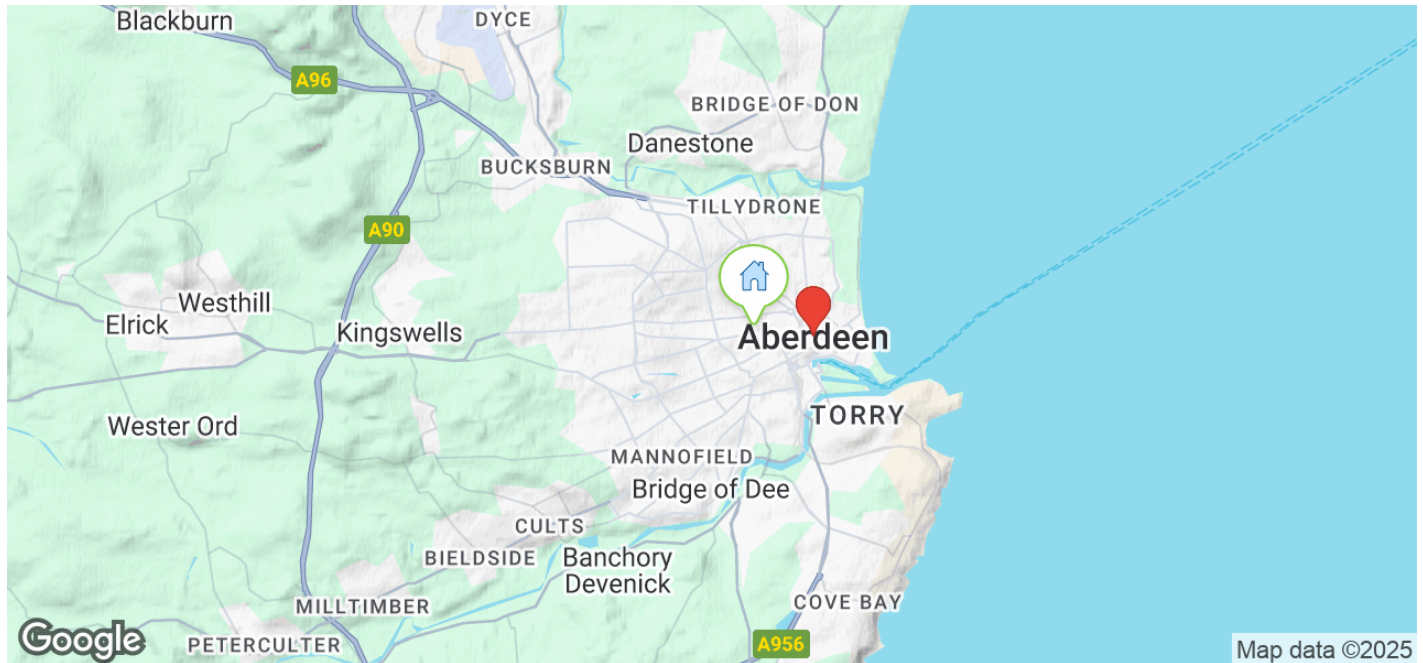 Blackburn
DYCE
A96
BRIDGE OF DON
Danestone
BUCKSBURN
TILLYDRONE
A90
Westhill
Elrick
Kingswells
Aberdeen
TORRY
Wester Ord
MANNOFIELD
Bridge of Dee
CULTS
BIELDSIDE
Banchory
Devenick
MILLTIMBER
COVE BAY
PETERCULTER
A956
Google
Map data ©2025